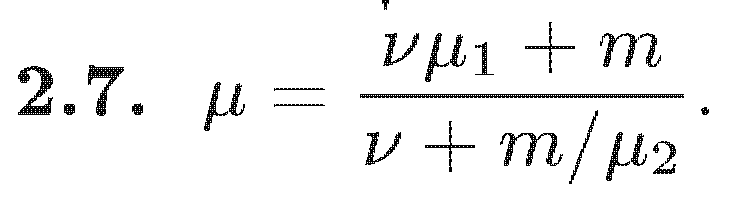 2.7. μ = (νμ₁ + m) / (ν + m/μ₂).